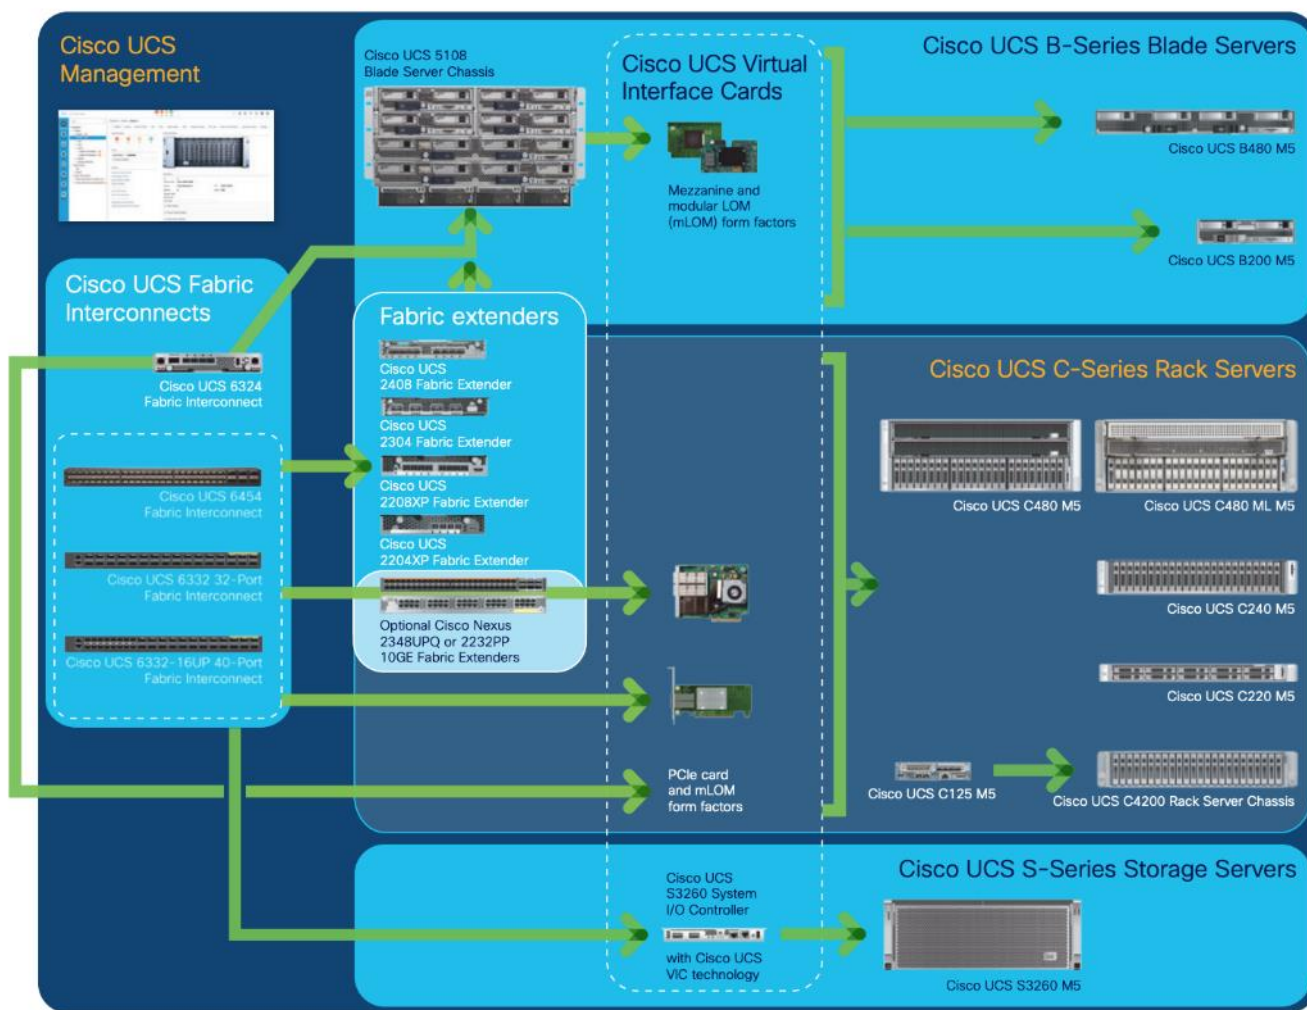 Cisco UCS
Management
Cisco UCS 5108
Blade Server Chassis
Cisco UCS Virtual
Interface Cards
Mezzanine and
modular LOM
(mLOM) form factors
Cisco UCS B-Series Blade Servers
Cisco UCS B480 M5
Cisco UCS B200 M5
Cisco UCS Fabric
Interconnects
Cisco UCS 6324
Fabric Interconnect
Cisco UCS 6454
Fabric Interconnect
Cisco UCS 6332 32-Port
Fabric Interconnect
Cisco UCS 6332-16UP 40-Port
Fabric Interconnect
Fabric extenders
Cisco UCS
2408 Fabric Extender
Cisco UCS
2304 Fabric Extender
Cisco UCS
2208XP Fabric Extender
Cisco UCS
2204XP Fabric Extender
Optional Cisco Nexus
2348UPQ or 2232PP
10GE Fabric Extenders
PCIe card
and mLOM
form factors
Cisco UCS C-Series Rack Servers
Cisco UCS C480 M5
Cisco UCS C480 ML M5
Cisco UCS C240 M5
Cisco UCS C220 M5
Cisco UCS C125 M5
Cisco UCS C4200 Rack Server Chassis
Cisco UCS S-Series Storage Servers
Cisco UCS
S3260 System
I/O Controller
with Cisco UCS
VIC technology
Cisco UCS S3260 M5